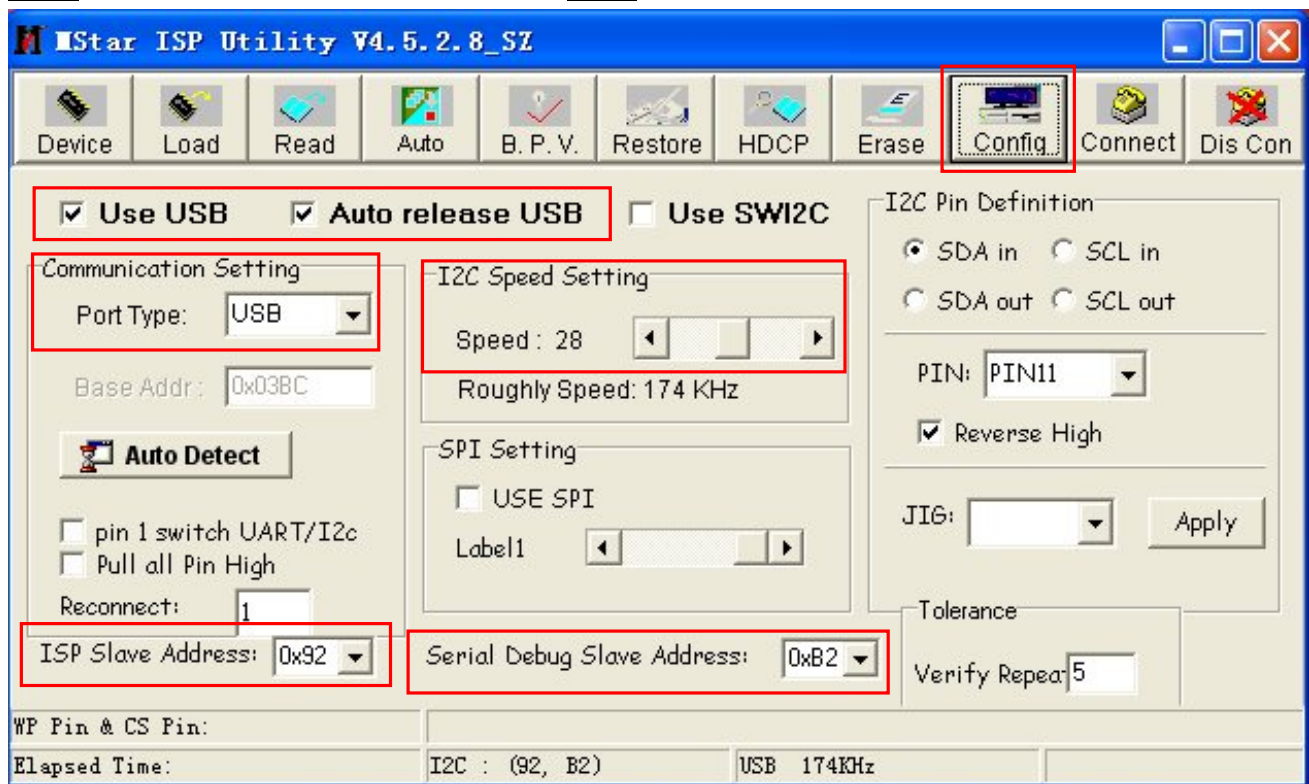 MStar ISP Utility V4.5.2.8_SZ
Device Load Read Auto B.P.V. Restore HDCP Erase Config Connect Dis Con
Use USB Auto release USB Use SWI2C
Communication Setting
Port Type: USB
Base Addr: 0x03BC
Auto Detect
pin 1 switch UART/I2c
Pull all Pin High
Reconnect: 1
ISP Slave Address: 0x92
I2C Speed Setting
Speed : 28
Roughly Speed: 174 KHz
SPI Setting
USE SPI
Label1
Serial Debug Slave Address: 0xB2
I2C Pin Definition
SDA in SCL in
SDA out SCL out
PIN: PIN11
Reverse High
JIG: Apply
Tolerance
Verify Repeat 5
WP Pin & CS Pin:
Elapsed Time: I2C : (92, B2) USB 174KHz